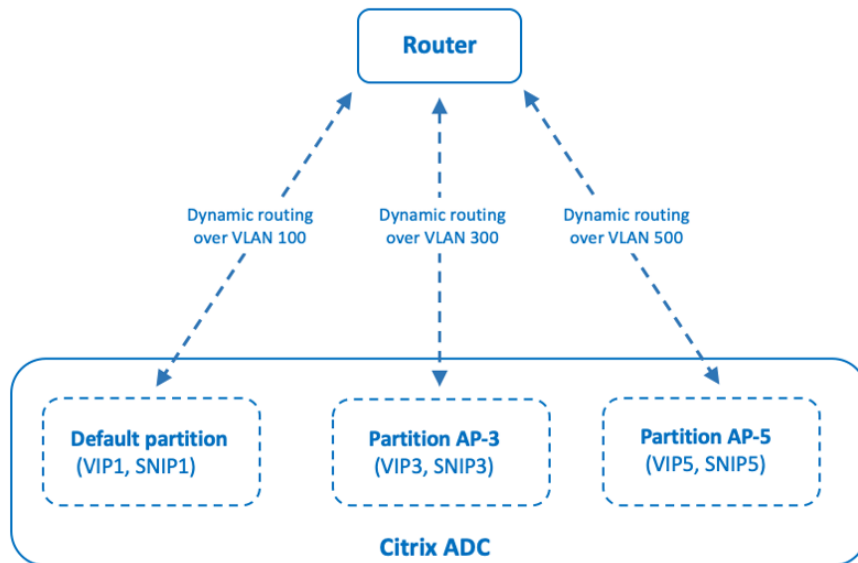 Router
Dynamic routing
over VLAN 100
Dynamic routing
over VLAN 300
Dynamic routing
over VLAN 500
Default partition
(VIP1, SNIP1)
Partition AP-3
(VIP3, SNIP3)
Partition AP-5
(VIP5, SNIP5)
Citrix ADC